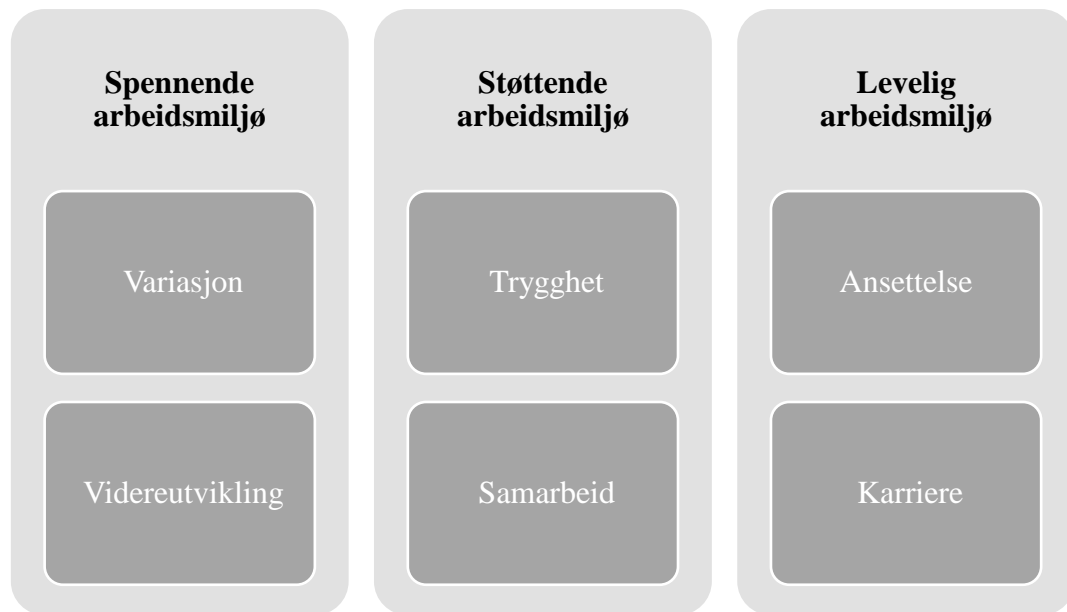 Spennende
arbeidsmiljø
Variasjon
Videreutvikling
Støttende
arbeidsmiljø
Trygghet
Samarbeid
Levelig
arbeidsmiljø
Ansettelse
Karriere